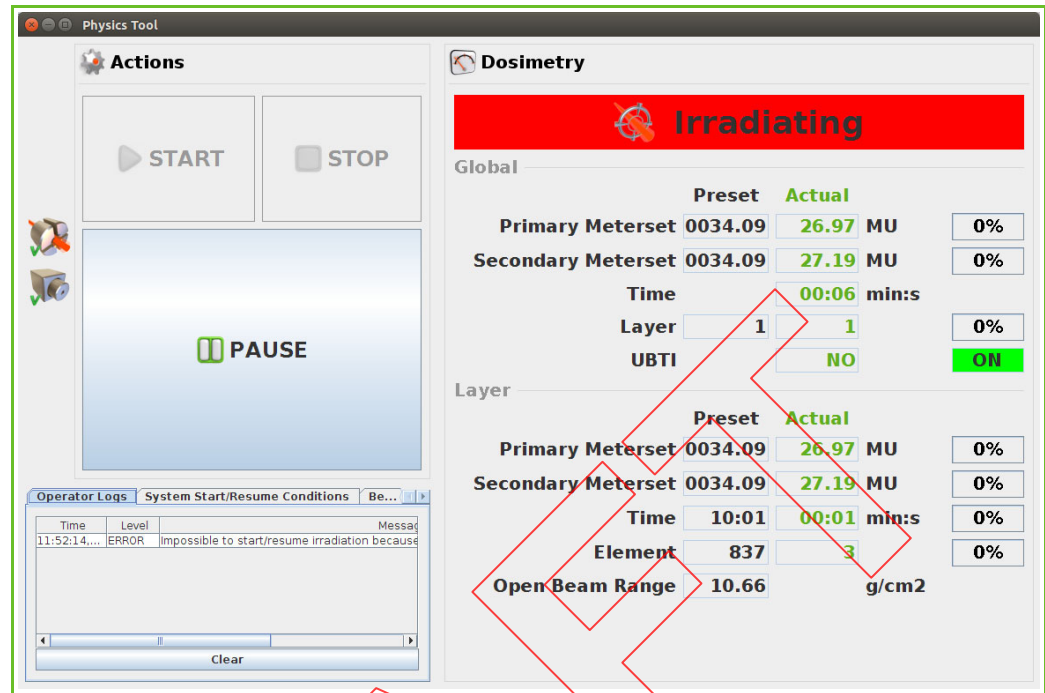 Physics Tool
Actions
START
STOP
PAUSE
Operator Logs System Start/Resume Conditions Be...
Time Level Messag
11:52:14,... ERROR Impossible to start/resume irradiation because
Clear
Dosimetry
Irradiating
Global
Preset Actual
Primary Meterset 0034.09 26.97 MU 0%
Secondary Meterset 0034.09 27.19 MU 0%
Time 00:06 min:s
Layer 1 1 0%
UBTI NO ON
Layer
Preset Actual
Primary Meterset 0034.09 26.97 MU 0%
Secondary Meterset 0034.09 27.19 MU 0%
Time 10:01 00:01 min:s 0%
Element 837 3 0%
Open Beam Range 10.66 g/cm2